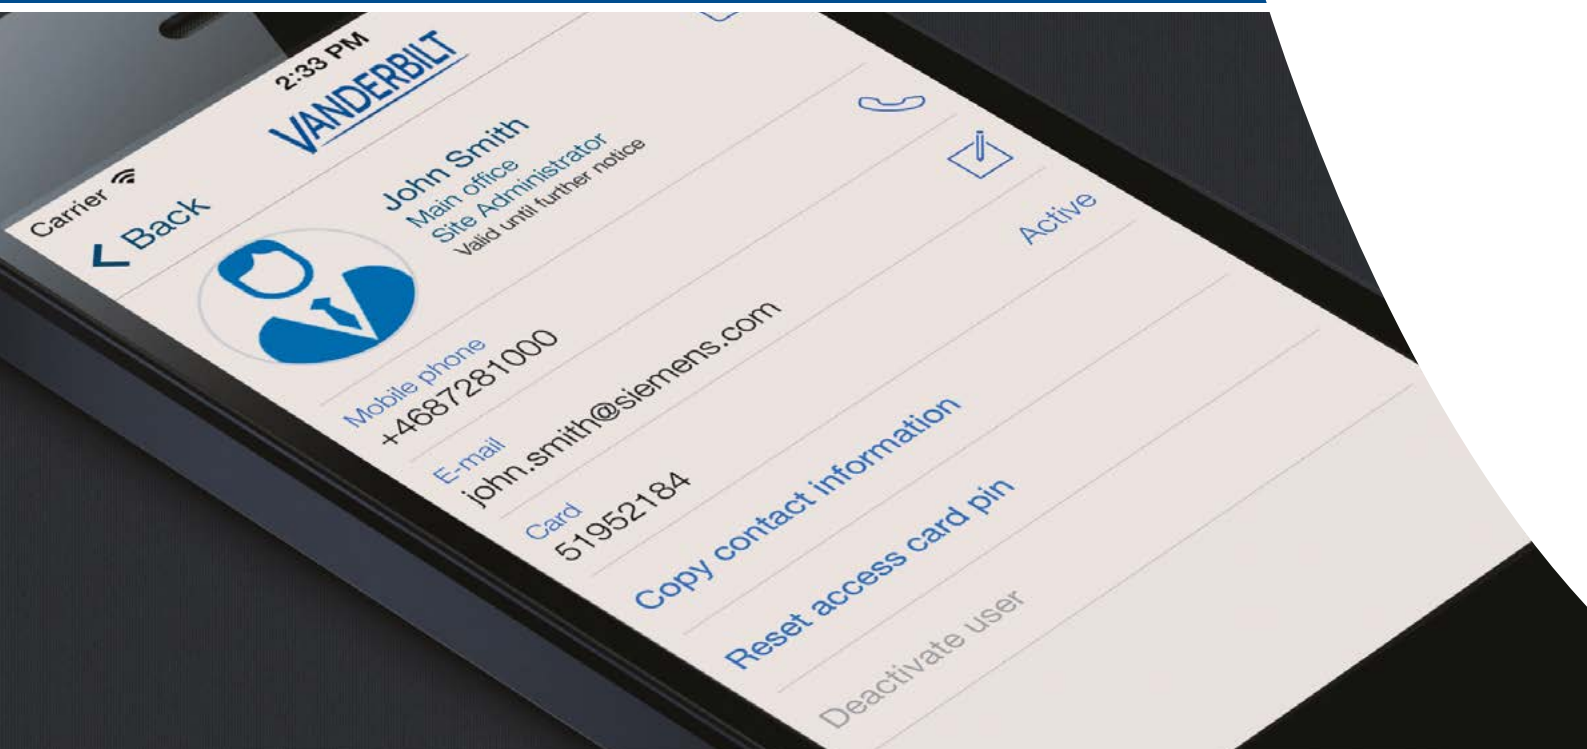 Carrier
2:33 PM
Back
VANDERBILT
John Smith
Main office
Site Administrator
Valid until further notice
Mobile phone
+4687281000
E-mail
john.smith@siemens.com
Card
51952184
Active
Copy contact information
Reset access card pin
Deactivate user